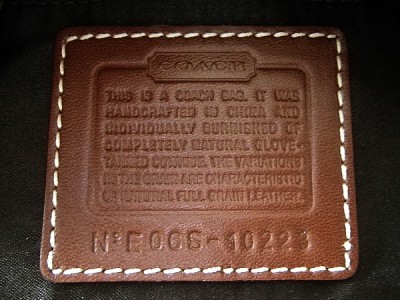 COACH
THIS IS A COACH BAG. IT WAS
HANDCRAFTED IN CHINA AND
INDIVIDUALLY BURNISHED OF
COMPLETELY NATURAL GLOVE-
TANNED COWHIDE. THE VARIATIONS
IN THE GRAIN ARE CHARACTERISTIC
OF NATURAL FULL GRAIN LEATHER.
Nº E06S-10223